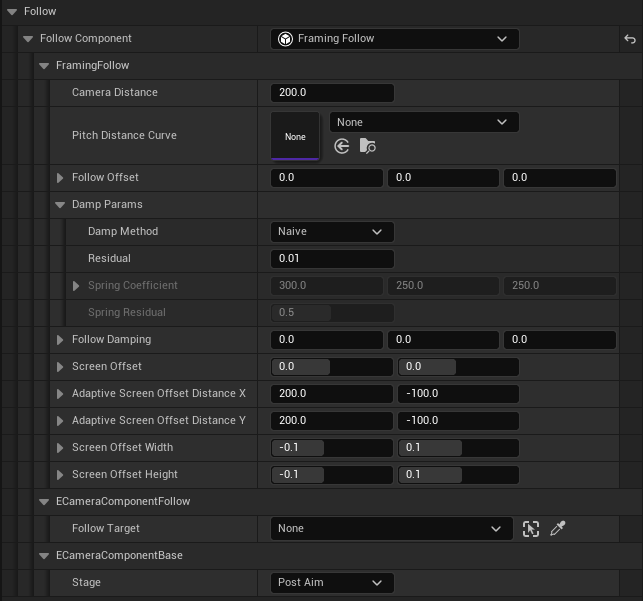 Follow
Follow Component Framing Follow
FramingFollow
Camera Distance 200.0
Pitch Distance Curve None None
Follow Offset 0.0 0.0 0.0
Damp Params
Damp Method Naive
Residual 0.01
Spring Coefficient 300.0 250.0 250.0
Spring Residual 0.5
Follow Damping 0.0 0.0 0.0
Screen Offset 0.0 0.0
Adaptive Screen Offset Distance X 200.0 -100.0
Adaptive Screen Offset Distance Y 200.0 -100.0
Screen Offset Width -0.1 0.1
Screen Offset Height -0.1 0.1
ECameraComponentFollow
Follow Target None
ECameraComponentBase
Stage Post Aim